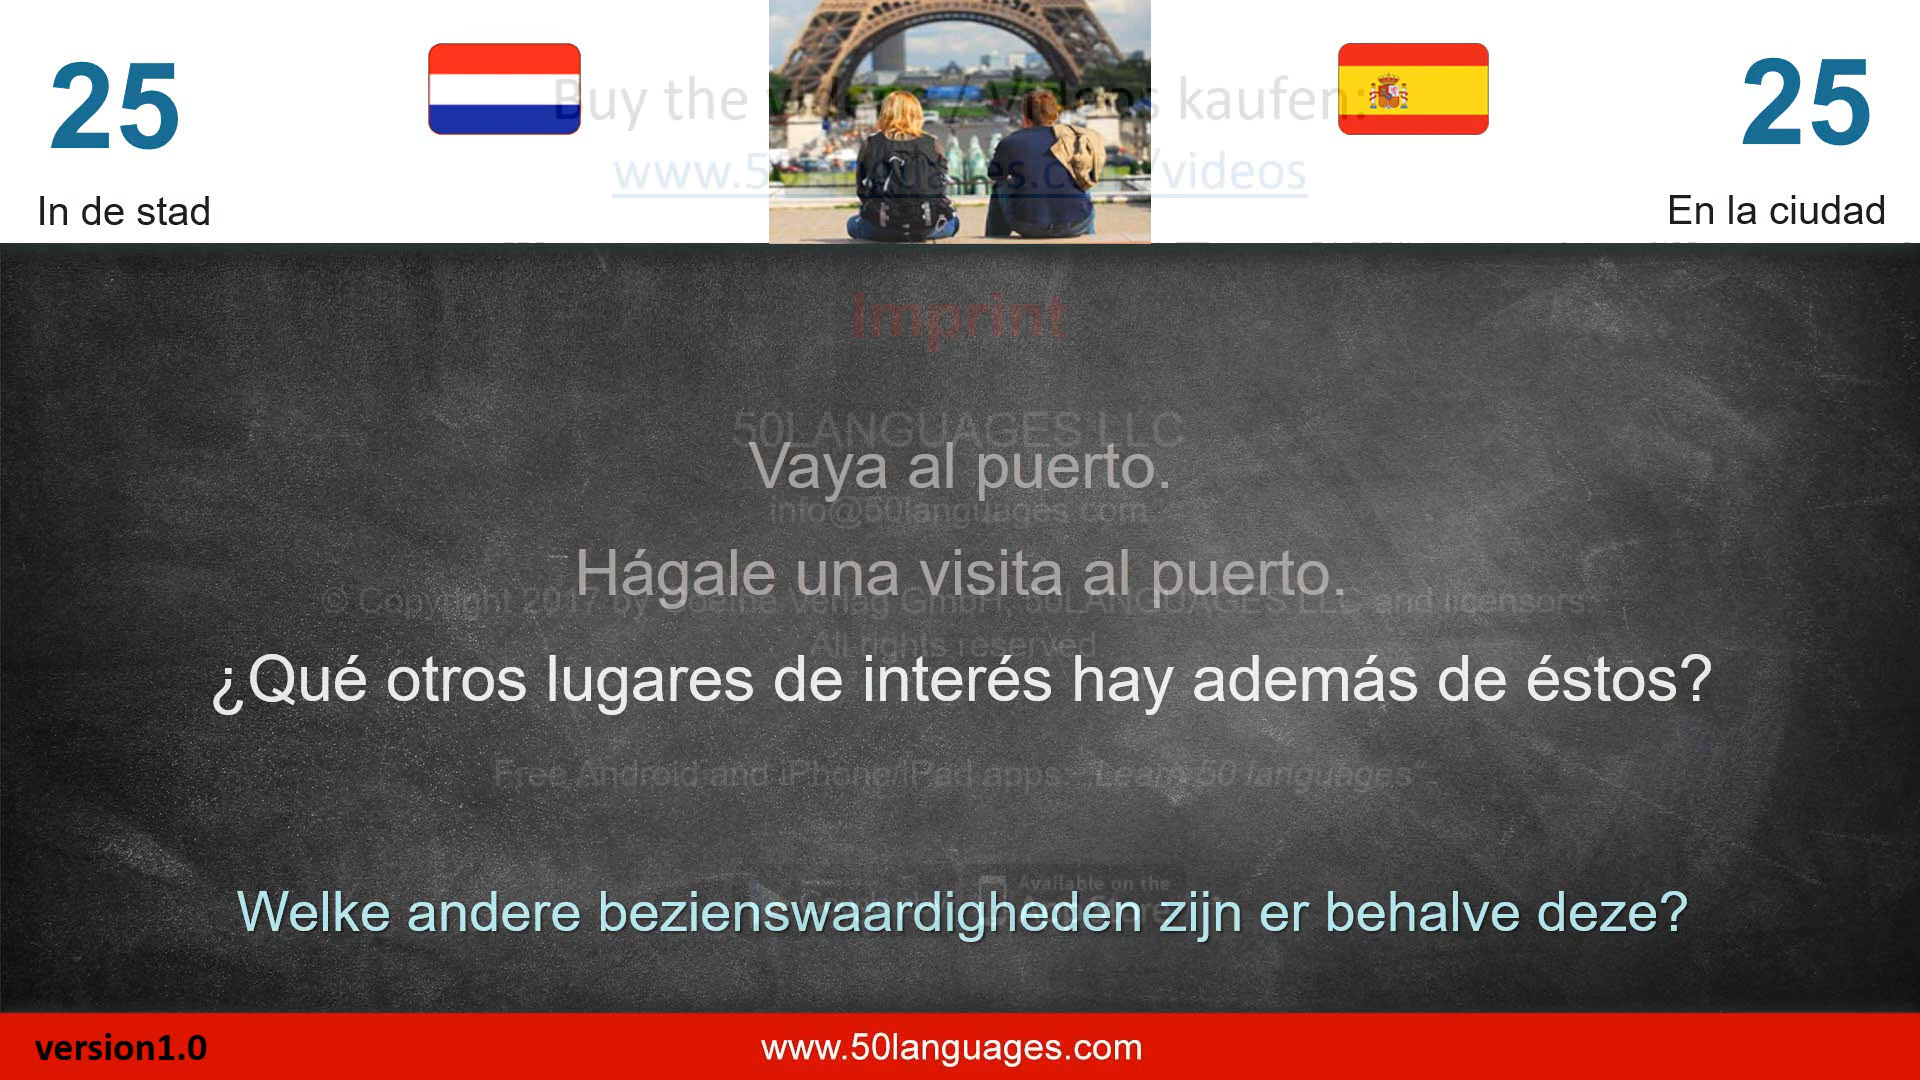 25
25
In de stad
En la ciudad
Buy the videos / Videos kaufen:
www.50languages.com/videos
Imprint
50LANGUAGES LLC
Vaya al puerto.
info@50languages.com
Hágale una visita al puerto.
© Copyright 2017 by Goethe Verlag GmbH, 50LANGUAGES LLC and licensors
All rights reserved
¿Qué otros lugares de interés hay además de éstos?
Free Android and iPhone/iPad apps „Learn 50 languages“
Available on the
Welke andere bezienswaardigheden zijn er behalve deze?
version1.0
www.50languages.com